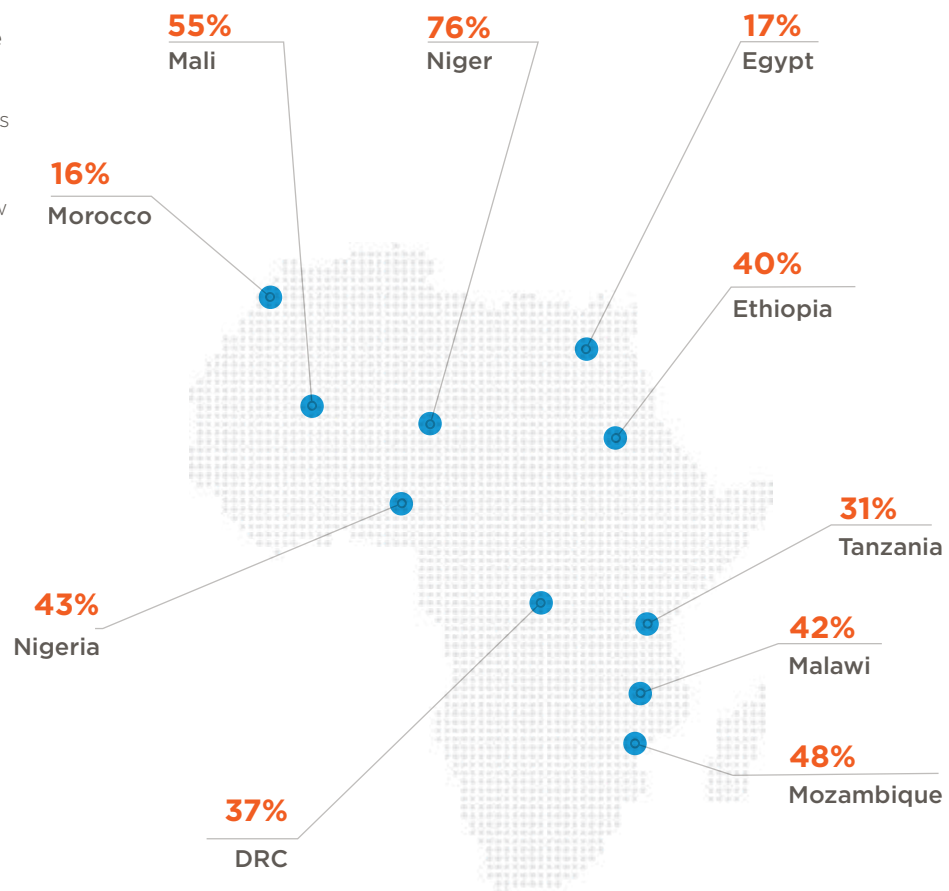 55%
Mali
76%
Niger
17%
Egypt
16%
Morocco
40%
Ethiopia
31%
Tanzania
43%
Nigeria
42%
Malawi
48%
Mozambique
37%
DRC